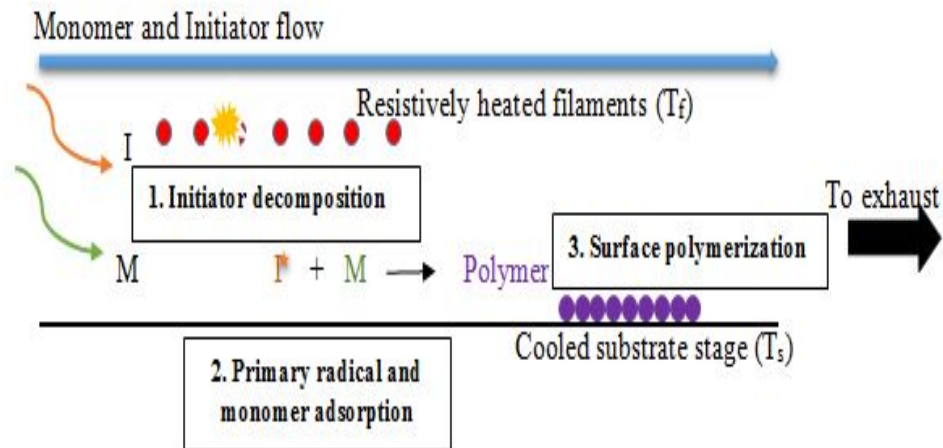 Monomer and Initiator flow
Resistively heated filaments (Tf)
I
1. Initiator decomposition
To exhaust
3. Surface polymerization
M
I + M → Polymer
Cooled substrate stage (Ts)
2. Primary radical and
monomer adsorption